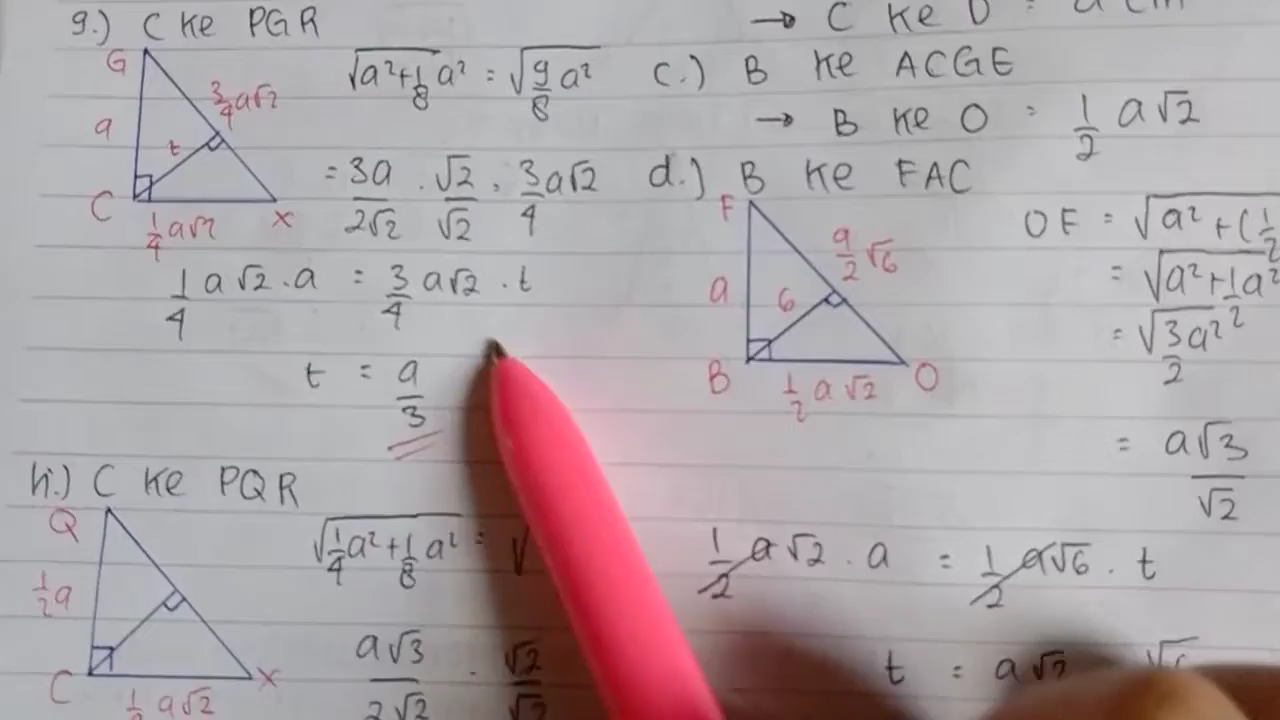 g.) C ke PGR
G
a
t
3/4 a√2
C
1/4 a√2
x
√(a² + 1/8 a²) = √(9/8 a²)
= 3a/2√2 . √2/√2 = 3/4 a√2
1/4 a√2 . a = 3/4 a√2 . t
t = a/3
h.) C ke PQR
Q
1/2 a
C
a√2
x
√(1/4 a² + 1/8 a²) = √
a√3/2√2 . √2/√2
→ C ke O = a cm
c.) B ke ACGE
→ B ke O = 1/2 a√2
d.) B ke FAC
F
a
6
a/2 √6
B
1/2 a√2
O
OF = √a² + (1/2
= √a² + 1/2 a²
= √3/2 a²
= a√3/√2
1/2 a√2 . a = 1/2 a√6 . t
t = a√2 √6